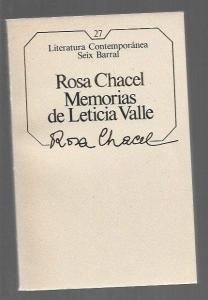 27
Literatura Contemporánea
Seix Barral
Rosa Chacel
Memorias
de Leticia Valle
Rosa Chacel